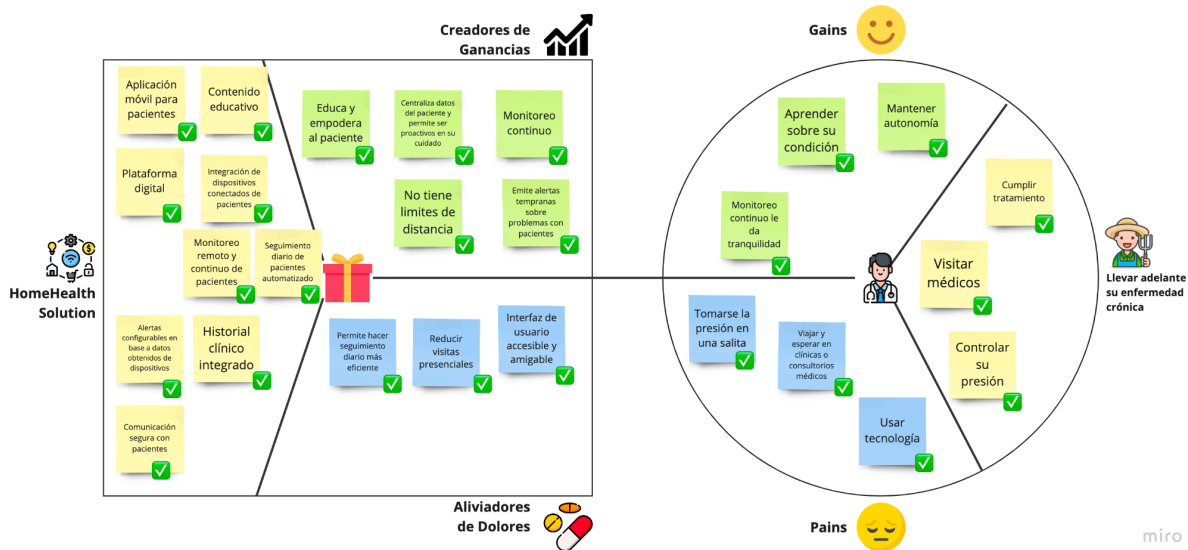 Creadores de
Ganancias
Gains
Aplicación
móvil para
pacientes
Contenido
educativo
Plataforma
digital
Integración de
dispositivos
conectados de
pacientes
Monitoreo
remoto y
continuo de
pacientes
Seguimiento
diario de
pacientes
automatizado
Alertas
configurables en
base a datos
obtenidos de
dispositivos
Historial
clínico
integrado
Comunicación
segura con
pacientes
HomeHealth
Solution
Educa y
empodera
al paciente
Centraliza datos
del paciente y
permite ser
proactivos en su
cuidado
Monitoreo
continuo
No tiene
limites de
distancia
Emite alertas
tempranas
sobre
problemas con
pacientes
Permite hacer
seguimiento
diario más
eficiente
Reducir
visitas
presenciales
Interfaz de
usuario
accesible y
amigable
Aliviadores
de Dolores
Aprender
sobre su
condición
Mantener
autonomía
Monitoreo
continuo le
da
tranquilidad
Cumplir
tratamiento
Visitar
médicos
Controlar
su
presión
Tomarse la
presión en
una salita
Viajar y
esperar en
clínicas o
consultorios
médicos
Usar
tecnología
Llevar adelante
su enfermedad
crónica
Pains
miro